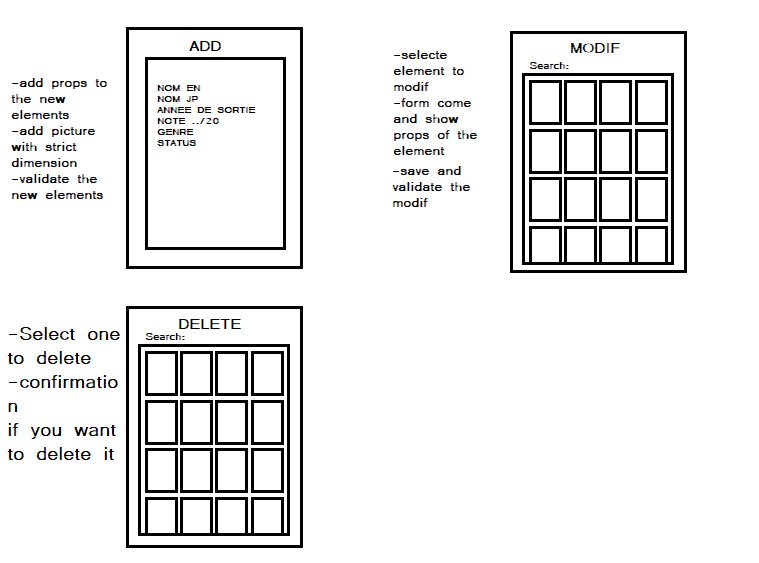 ADD
-add props to
the new
elements
-add picture
with strict
dimension
-validate the
new elements
NOM EN
NOM JP
ANNEE DE SORTIE
NOTE ../20
GENRE
STATUS
MODIF
Search:
-selecte
element to
modif
-form come
and show
props of the
element
-save and
validate the
modif
DELETE
Search:
-Select one
to delete
-confirmatio
n
if you want
to delete it